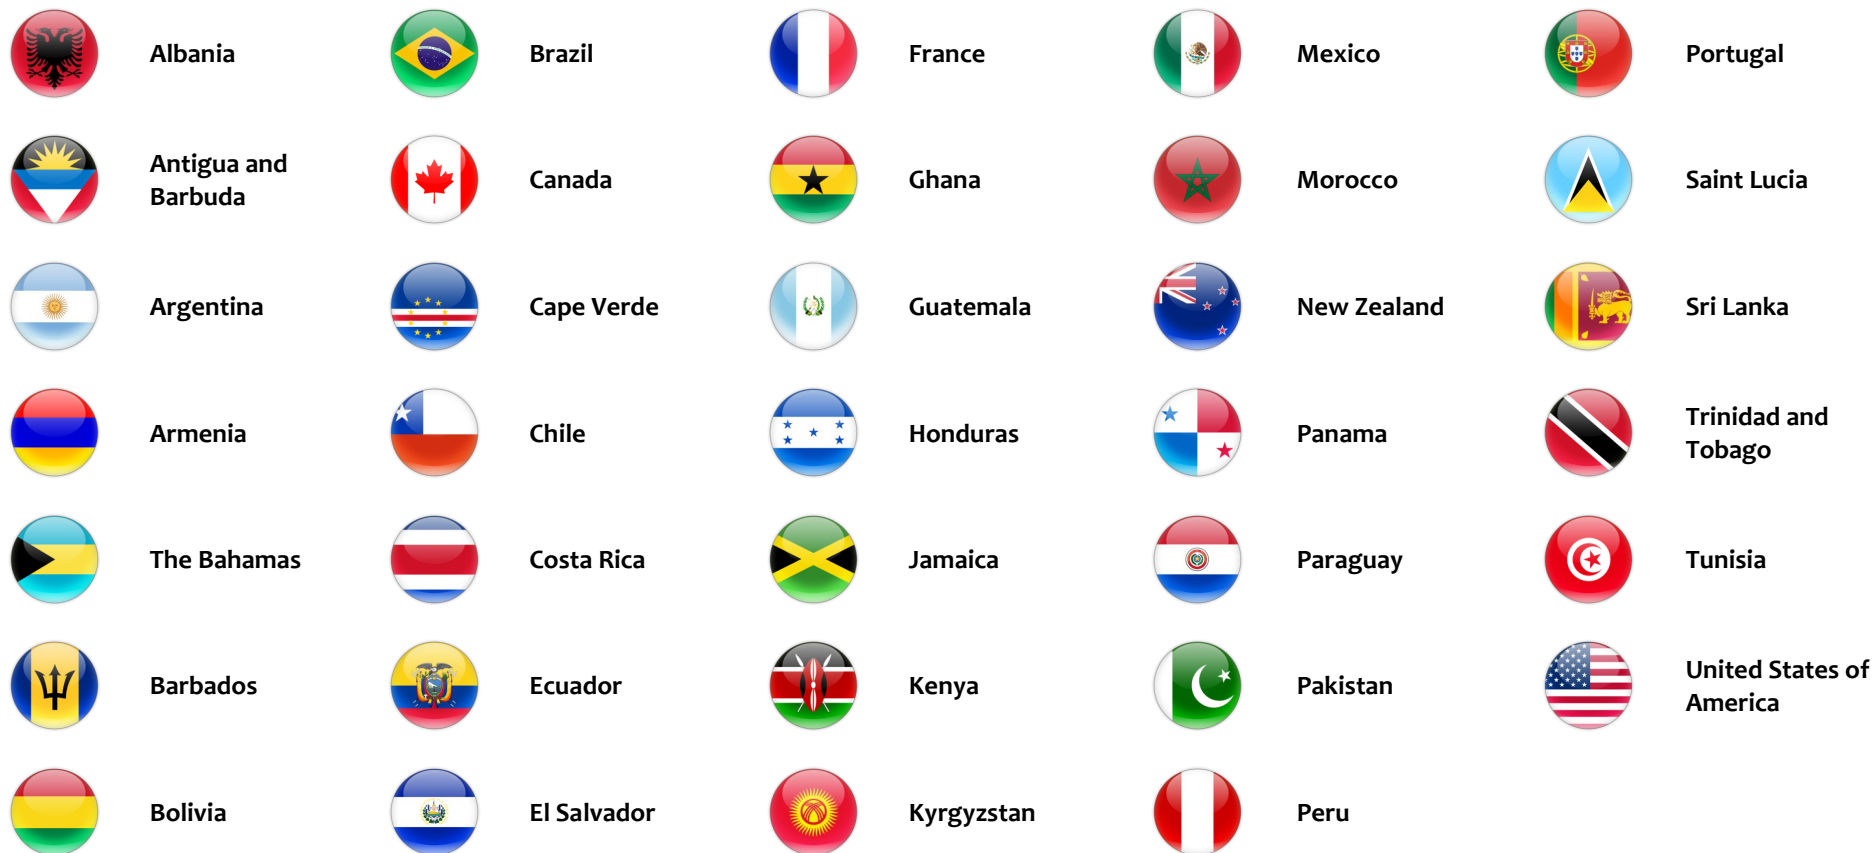 Albania
Brazil
France
Mexico
Portugal
Antigua and
Barbuda
Canada
Ghana
Morocco
Saint Lucia
Argentina
Cape Verde
Guatemala
New Zealand
Sri Lanka
Armenia
Chile
Honduras
Panama
Trinidad and
Tobago
The Bahamas
Costa Rica
Jamaica
Paraguay
Tunisia
Barbados
Ecuador
Kenya
Pakistan
United States of
America
Bolivia
El Salvador
Kyrgyzstan
Peru